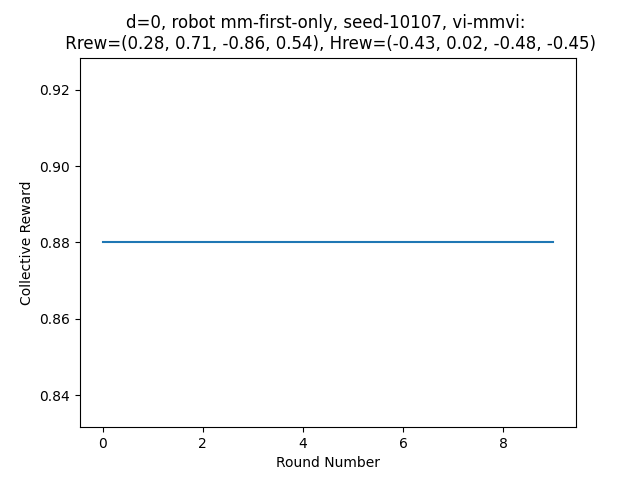 d=0, robot mm-first-only, seed-10107, vi-mmvi:
Rrew=(0.28, 0.71, -0.86, 0.54), Hrew=(-0.43, 0.02, -0.48, -0.45)
0.92
0.90
0.88
0.86
0.84
Collective Reward
0 2 4 6 8
Round Number